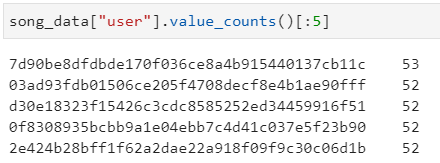 song_data["user"].value_counts()[:5]
7d90be8dfdbde170f036ce8a4b915440137cb11c 53
03ad93fdb01506ce205f4708decf8e4b1ae90fff 52
d30e18323f15426c3cdc8585252ed34459916f51 52
0f8308935bcbb9a1e04ebb7c4d41c037e5f23b90 52
2e424b28bff1f62a2dae22a918f09f9c30c06d1b 52